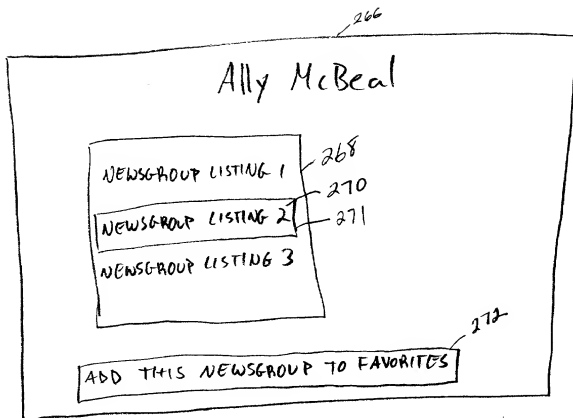 266
Ally McBeal
NEWSGROUP LISTING 1
268
270
NEWSGROUP LISTING 2
271
NEWSGROUP LISTING 3
272
ADD THIS NEWSGROUP TO FAVORITES